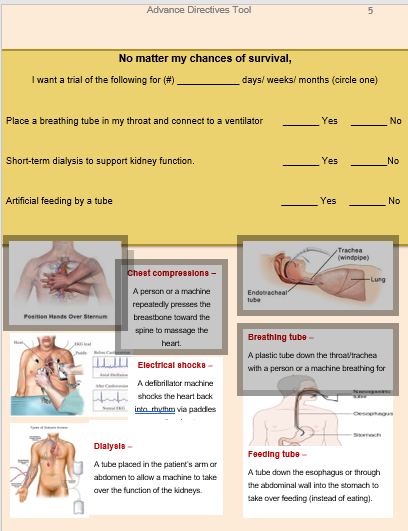 Advance Directives Tool 5
No matter my chances of survival,
I want a trial of the following for (#) ____________ days/ weeks/ months (circle one)
Place a breathing tube in my throat and connect to a ventilator _______ Yes _______ No
Short-term dialysis to support kidney function. _______ Yes _______No
Artificial feeding by a tube _______ Yes _______ No
Position Hands Over Sternum
Chest compressions –
A person or a machine
repeatedly presses the
breastbone toward the
spine to massage the
heart.
Trachea
(windpipe)
Lung
Endotracheal
tube
Electrical shocks –
A defibrillator machine
shocks the heart back
into rhythm via paddles
Breathing tube –
A plastic tube down the throat/trachea
with a person or a machine breathing for
Nasogastric
tube
Oesophagus
Stomach
Dialysis –
A tube placed in the patient's arm or
abdomen to allow a machine to take
over the function of the kidneys.
Feeding tube –
A tube down the esophagus or through
the abdominal wall into the stomach to
take over feeding (instead of eating).